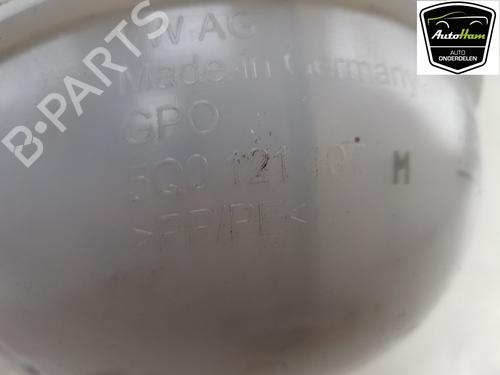 AutoHam
AUTO
ONDERDELEN
B-PARTS
VW AG
Made in Germany
GPO
5Q0 121 407 M
>PP/PE<